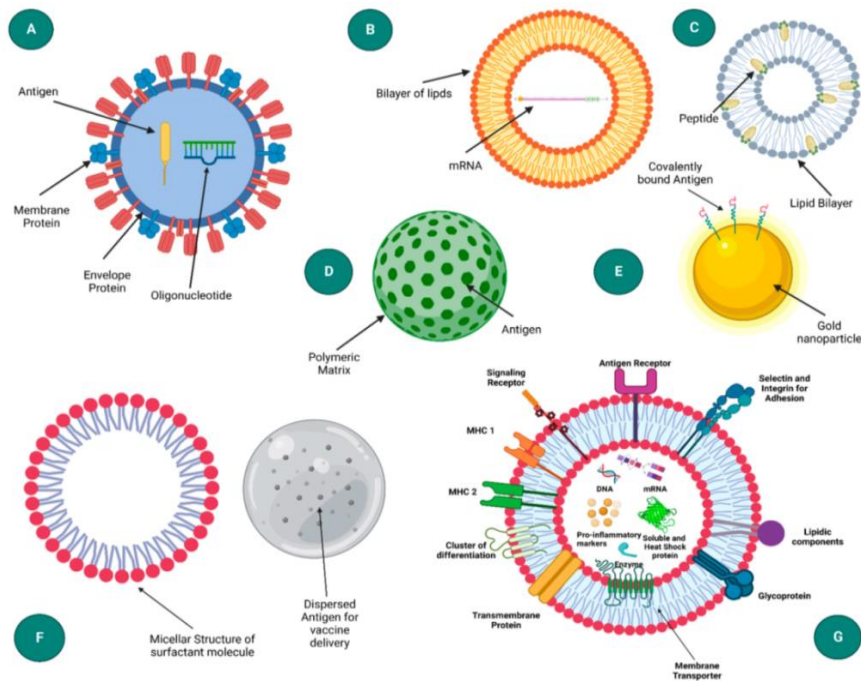 A
Antigen
Membrane
Protein
Envelope
Protein
Oligonucleotide
B
Bilayer of lipds
mRNA
C
Peptide
Lipid Bilayer
D
Polymeric
Matrix
Antigen
E
Covalently
bound Antigen
Gold
nanoparticle
F
Micellar Structure of
surfactant molecule
Dispersed
Antigen for
vaccine
delivery
G
Antigen Receptor
Signaling
Receptor
Selectin and
Integrin for
Adhesion
MHC 1
MHC 2
DNA
mRNA
Pro-inflammatory
markers
Soluble and
Heat Shock
protein
Enzyme
Cluster of
differentiation
Lipidic
components
Transmembrane
Protein
Glycoprotein
Membrane
Transporter